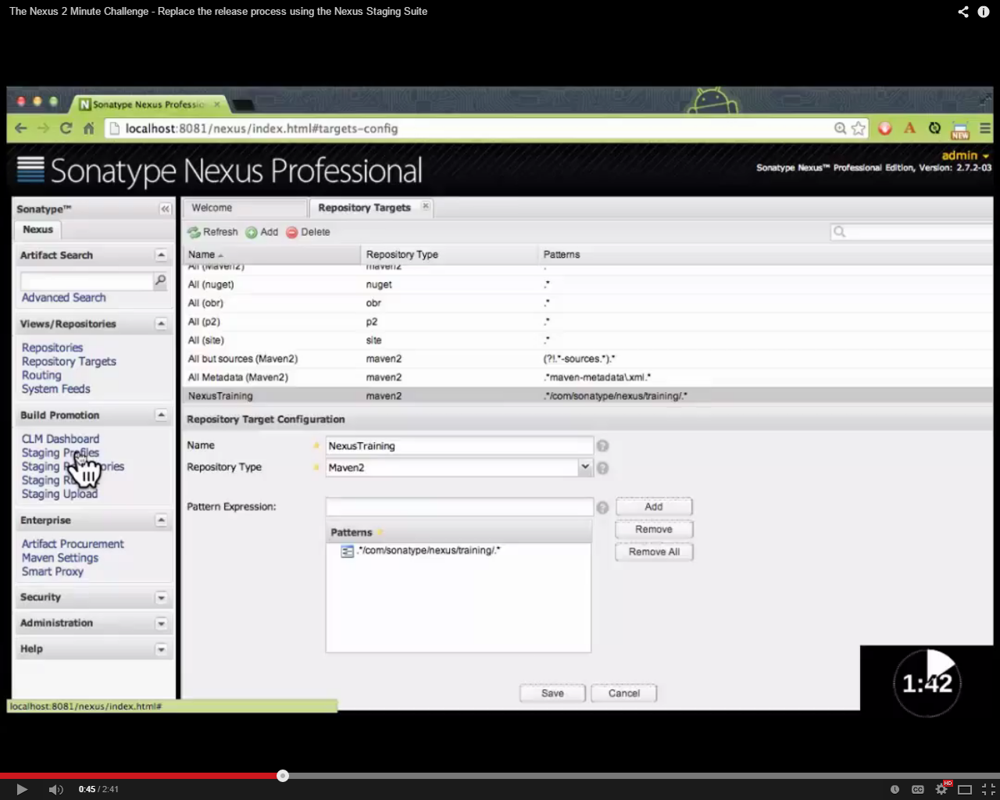 The Nexus 2 Minute Challenge - Replace the release process using the Nexus Staging Suite
Sonatype Nexus Professio
localhost:8081/nexus/index.html#targets-config
NEW
Sonatype Nexus Professional
admin
Sonatype Nexus™ Professional Edition, Version: 2.7.2-03
Sonatype™
Nexus
Artifact Search
Advanced Search
Views/Repositories
Repositories
Repository Targets
Routing
System Feeds
Build Promotion
CLM Dashboard
Staging Profiles
Staging
Staging
Staging Upload
Enterprise
Artifact Procurement
Maven Settings
Smart Proxy
Security
Administration
Help
Welcome
Repository Targets
Refresh Add Delete
Name Repository Type Patterns
All (Maven2) maven2 .*
All (nuget) nuget .*
All (obr) obr .*
All (p2) p2 .*
All (site) site .*
All but sources (Maven2) maven2 (?!.*-sources.*).*
All Metadata (Maven2) maven2 .*maven-metadata\.xml.*
NexusTraining maven2 .*/com/sonatype/nexus/training/.*
Repository Target Configuration
Name NexusTraining
Repository Type Maven2
Pattern Expression: Add
Remove
Remove All
Patterns
.*/com/sonatype/nexus/training/.*
Save Cancel
1:42
localhost:8081/nexus/index.html#
0:45 / 2:41
CC
HD